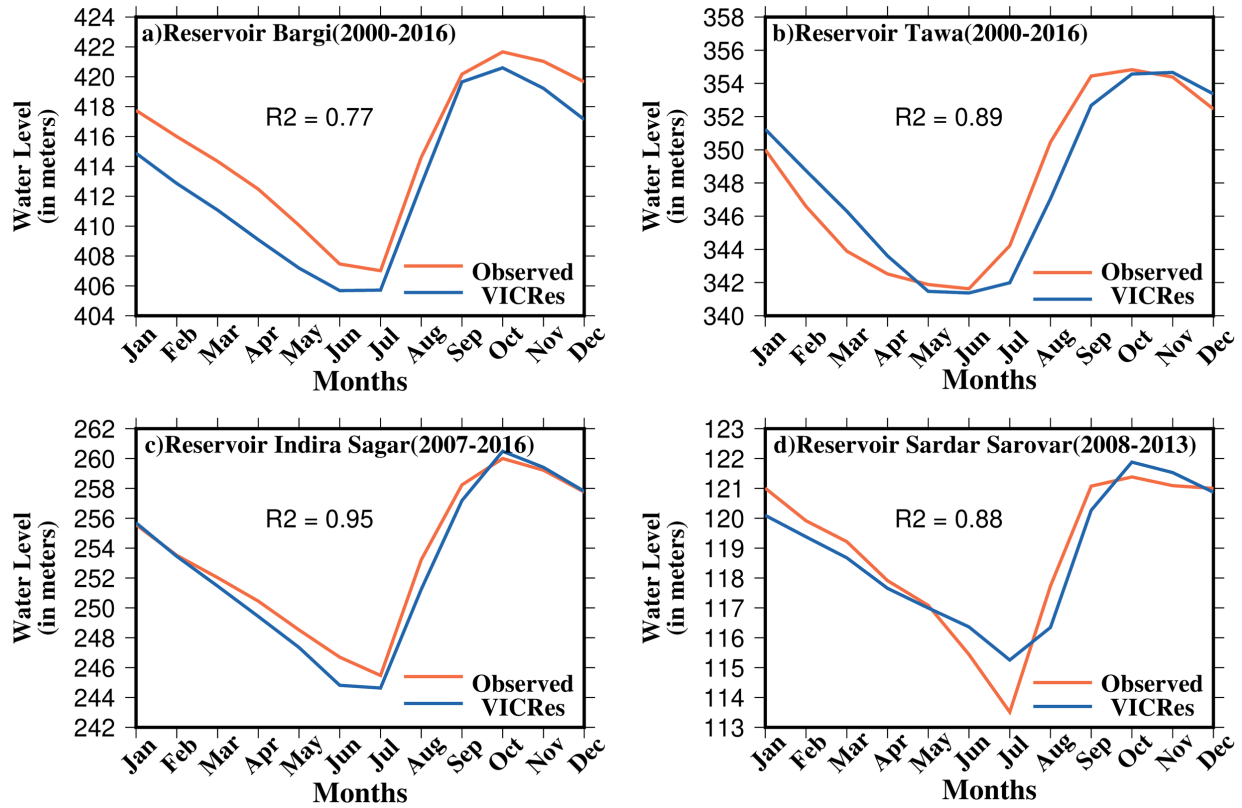 a)Reservoir Bargi(2000-2016)
R2 = 0.77
Water Level
(in meters)
424
422
420
418
416
414
412
410
408
406
404
Observed
VICRes
Jan Feb Mar Apr May Jun Jul Aug Sep Oct Nov Dec
Months
b)Reservoir Tawa(2000-2016)
R2 = 0.89
Water Level
(in meters)
358
356
354
352
350
348
346
344
342
340
Observed
VICRes
Jan Feb Mar Apr May Jun Jul Aug Sep Oct Nov Dec
Months
c)Reservoir Indira Sagar(2007-2016)
R2 = 0.95
Water Level
(in meters)
262
260
258
256
254
252
250
248
246
244
242
Observed
VICRes
Jan Feb Mar Apr May Jun Jul Aug Sep Oct Nov Dec
Months
d)Reservoir Sardar Sarovar(2008-2013)
R2 = 0.88
Water Level
(in meters)
123
122
121
120
119
118
117
116
115
114
113
Observed
VICRes
Jan Feb Mar Apr May Jun Jul Aug Sep Oct Nov Dec
Months